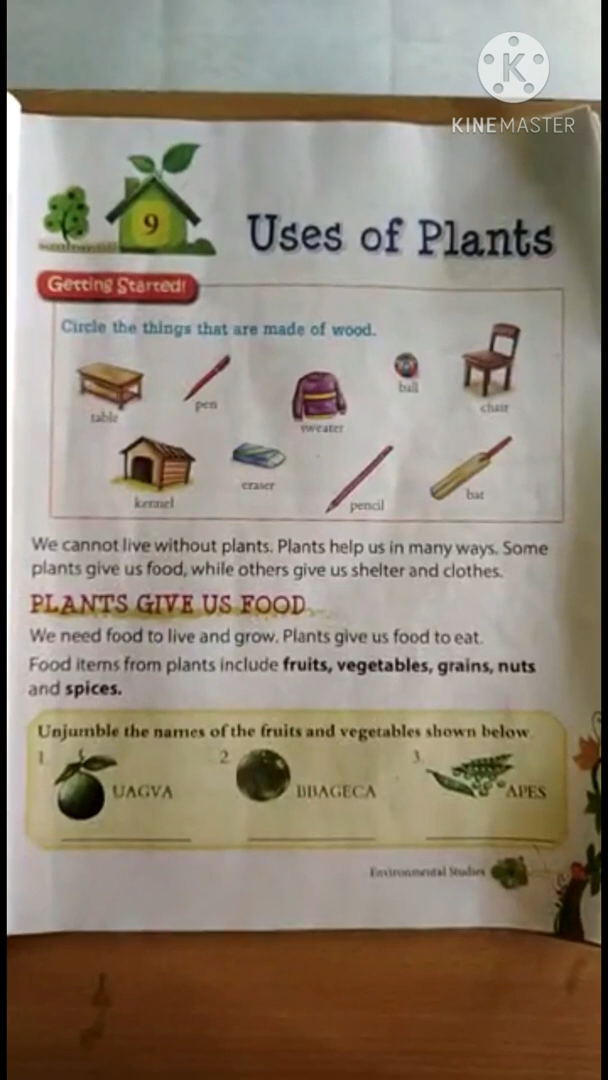 KINEMASTER
9
Uses of Plants
Getting Started!
Circle the things that are made of wood.
table
pen
sweater
ball
chair
kennel
eraser
pencil
bat
We cannot live without plants. Plants help us in many ways. Some
plants give us food, while others give us shelter and clothes.
PLANTS GIVE US FOOD
We need food to live and grow. Plants give us food to eat.
Food items from plants include fruits, vegetables, grains, nuts
and spices.
Unjumble the names of the fruits and vegetables shown below
1. UAGVA
2. BBAGECA
3. APES
Environmental Studies